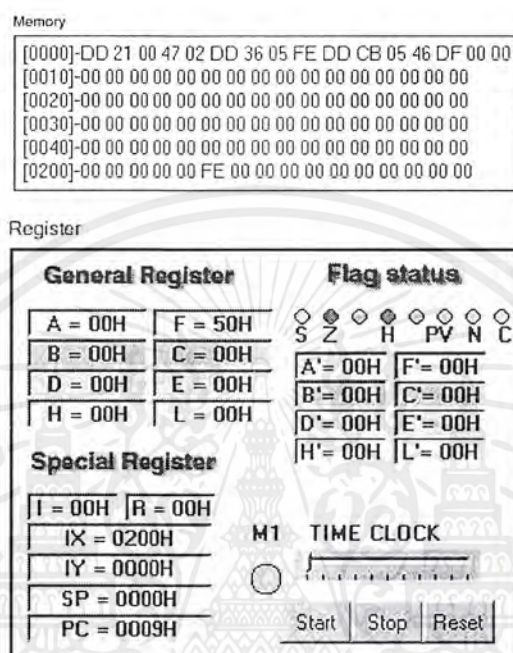 Memory
[0000]-DD 21 00 47 02 DD 36 05 FE DD CB 05 46 DF 00 00
[0010]-00 00 00 00 00 00 00 00 00 00 00 00 00 00 00 00
[0020]-00 00 00 00 00 00 00 00 00 00 00 00 00 00 00 00
[0030]-00 00 00 00 00 00 00 00 00 00 00 00 00 00 00 00
[0040]-00 00 00 00 00 00 00 00 00 00 00 00 00 00 00 00
[0200]-00 00 00 00 00 FE 00 00 00 00 00 00 00 00 00 00
Register
General Register
A = 00H F = 50H
B = 00H C = 00H
D = 00H E = 00H
H = 00H L = 00H
Special Register
I = 00H R = 00H
IX = 0200H
IY = 0000H
SP = 0000H
PC = 0009H
Flag status
S Z H PV N C
A'= 00H F'= 00H
B'= 00H C'= 00H
D'= 00H E'= 00H
H'= 00H L'= 00H
M1 TIME CLOCK
Start Stop Reset